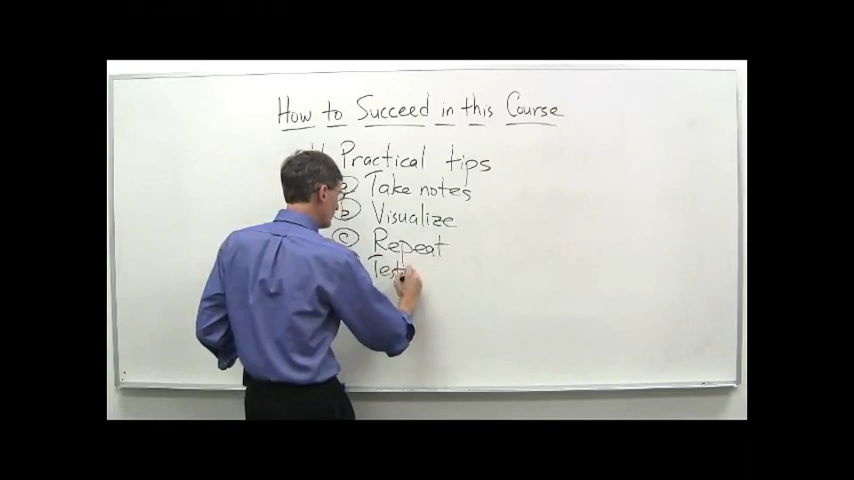 How to Succeed in this Course
Practical tips
a Take notes
b Visualize
c Repeat
Test